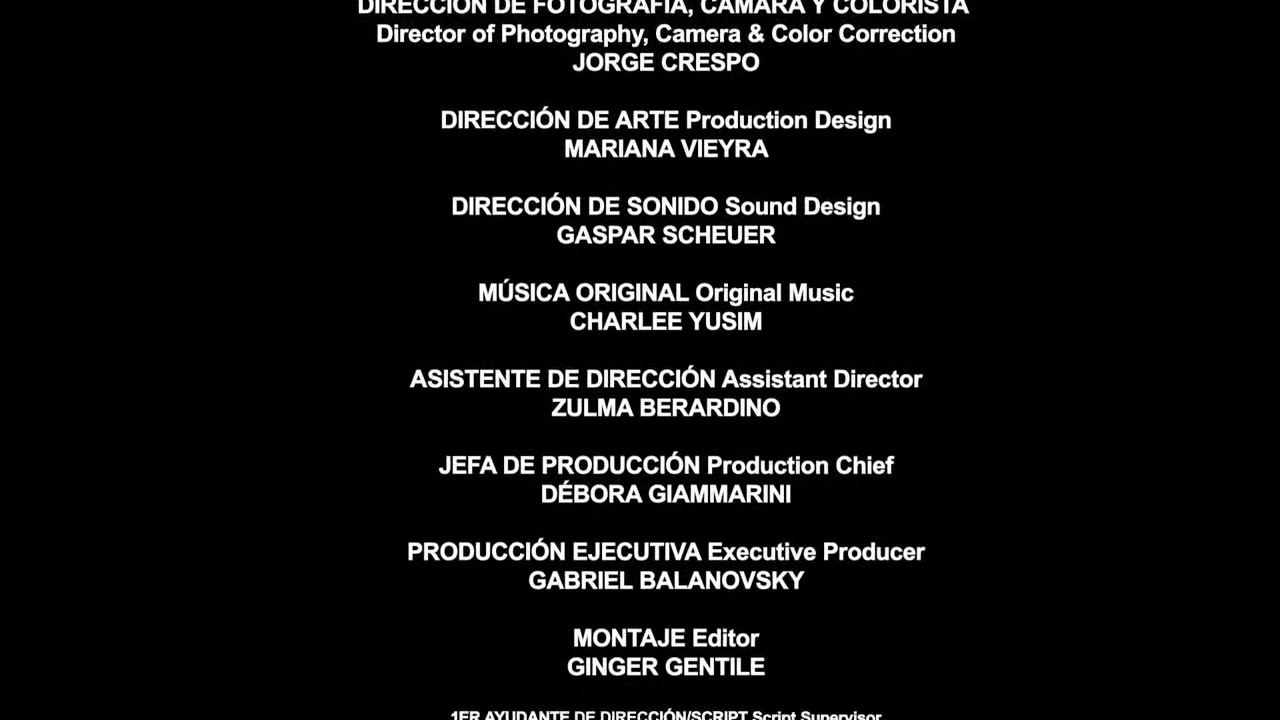 DIRECCIÓN DE FOTOGRAFÍA, CÁMARA Y COLORISTA
Director of Photography, Camera & Color Correction
JORGE CRESPO
DIRECCIÓN DE ARTE Production Design
MARIANA VIEYRA
DIRECCIÓN DE SONIDO Sound Design
GASPAR SCHEUER
MÚSICA ORIGINAL Original Music
CHARLEE YUSIM
ASISTENTE DE DIRECCIÓN Assistant Director
ZULMA BERARDINO
JEFA DE PRODUCCIÓN Production Chief
DÉBORA GIAMMARINI
PRODUCCIÓN EJECUTIVA Executive Producer
GABRIEL BALANOVSKY
MONTAJE Editor
GINGER GENTILE
1ER AYUDANTE DE DIRECCIÓN/SCRIPT Script Supervisor